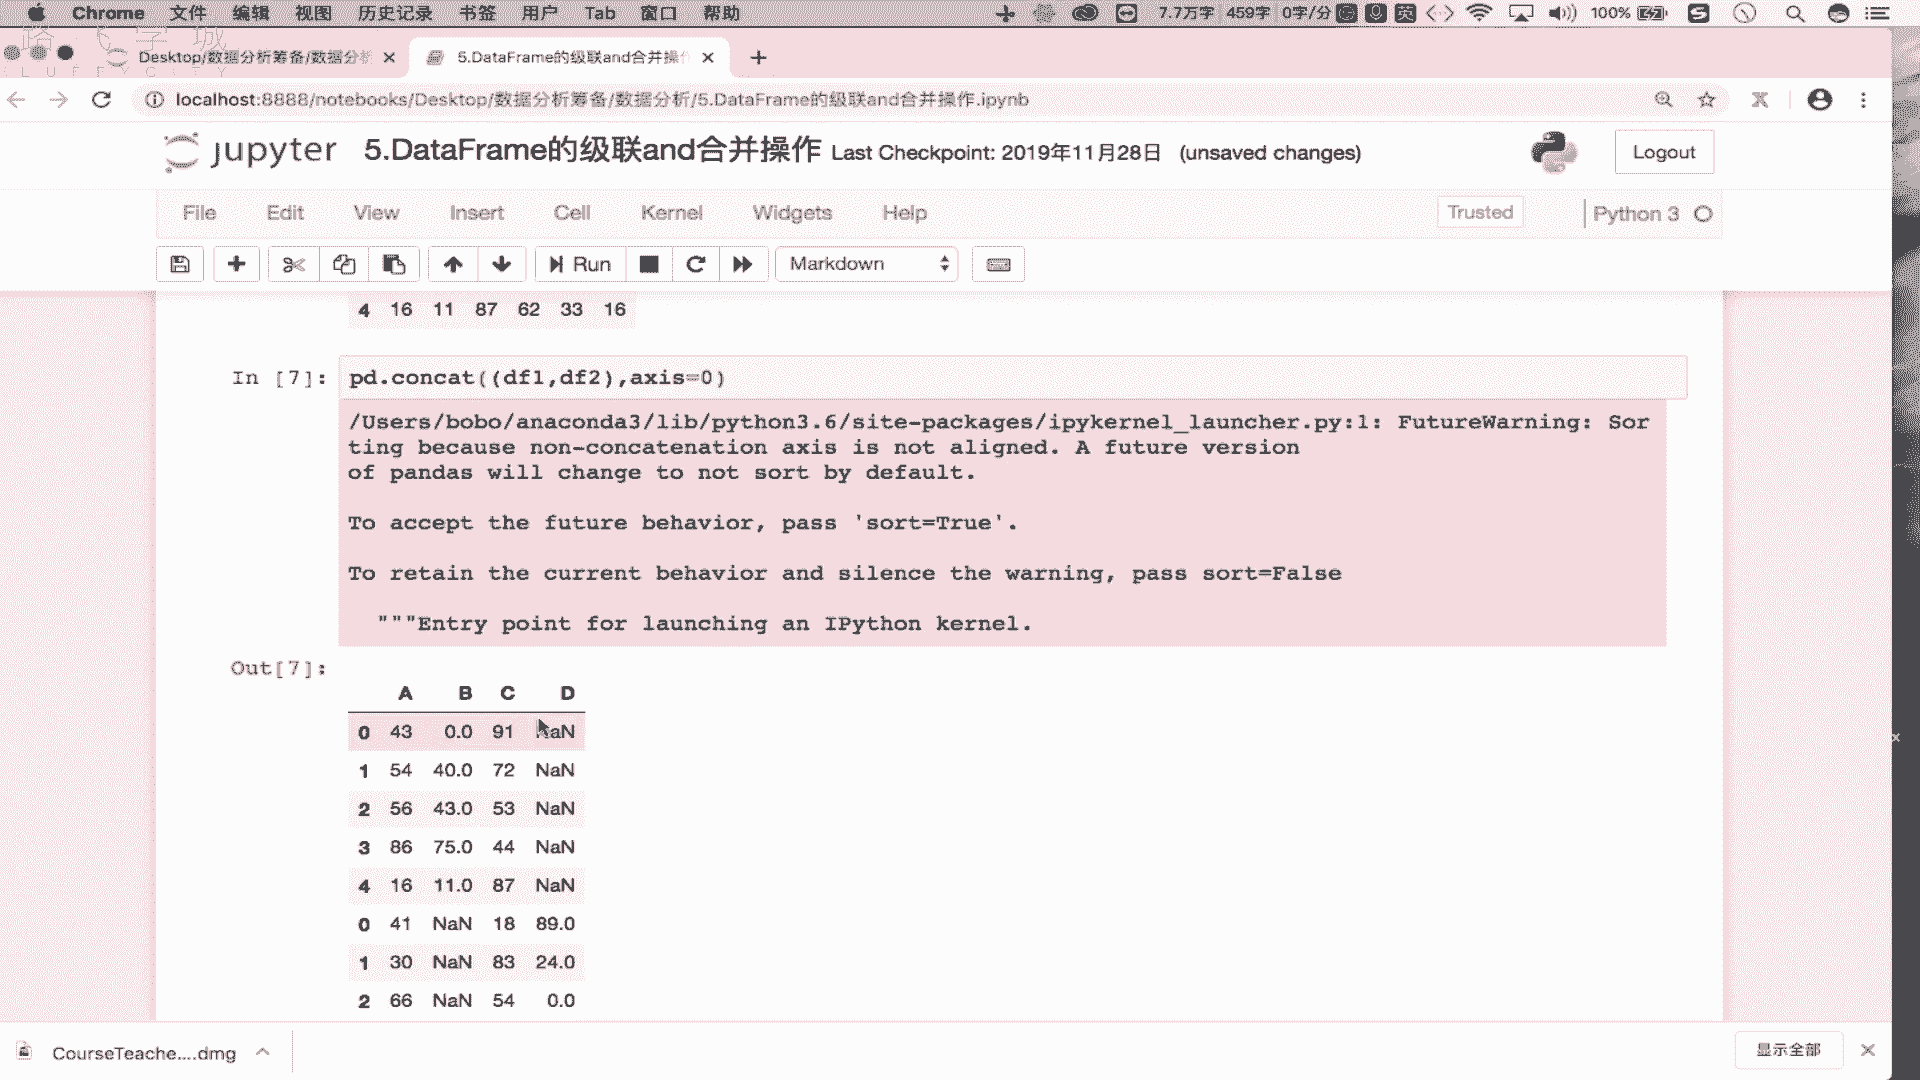 Chrome 文件 编辑 视图 历史记录 书签 用户 Tab 窗口 帮助 7.7万字 459字 0字/分 英 100%
路 飞 学 城
LUFFYCITY
Desktop/数据分析筹备/数据分析 5.DataFrame的级联and合并操
localhost:8888/notebooks/Desktop/数据分析筹备/数据分析/5.DataFrame的级联and合并操作.ipynb
jupyter 5.DataFrame的级联and合并操作 Last Checkpoint: 2019年11月28日 (unsaved changes) Logout
File Edit View Insert Cell Kernel Widgets Help Trusted Python 3
Run Markdown
4 16 11 87 62 33 16
In [7]: pd.concat((df1,df2),axis=0)
/Users/bobo/anaconda3/lib/python3.6/site-packages/ipykernel_launcher.py:1: FutureWarning: Sor
ting because non-concatenation axis is not aligned. A future version
of pandas will change to not sort by default.
To accept the future behavior, pass 'sort=True'.
To retain the current behavior and silence the warning, pass sort=False
"""Entry point for launching an IPython kernel.
Out[7]:
A B C D
0 43 0.0 91 NaN
1 54 40.0 72 NaN
2 56 43.0 53 NaN
3 86 75.0 44 NaN
4 16 11.0 87 NaN
0 41 NaN 18 89.0
1 30 NaN 83 24.0
2 66 NaN 54 0.0
CourseTeache....dmg 显示全部